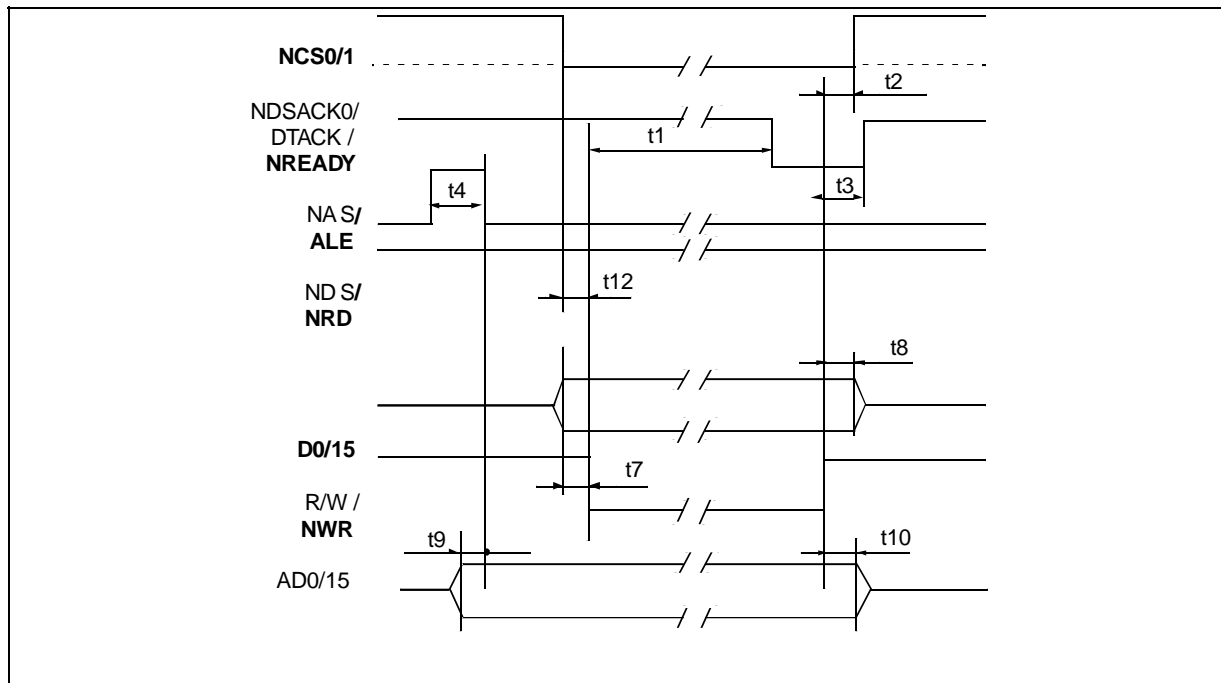 NCS0/1
t2
NDSACK0/
DTACK /
NREADY
t1
t3
t4
NA S/
ALE
t12
ND S/
NRD
t8
D0/15
t7
R/W /
NWR
t9
t10
AD0/15